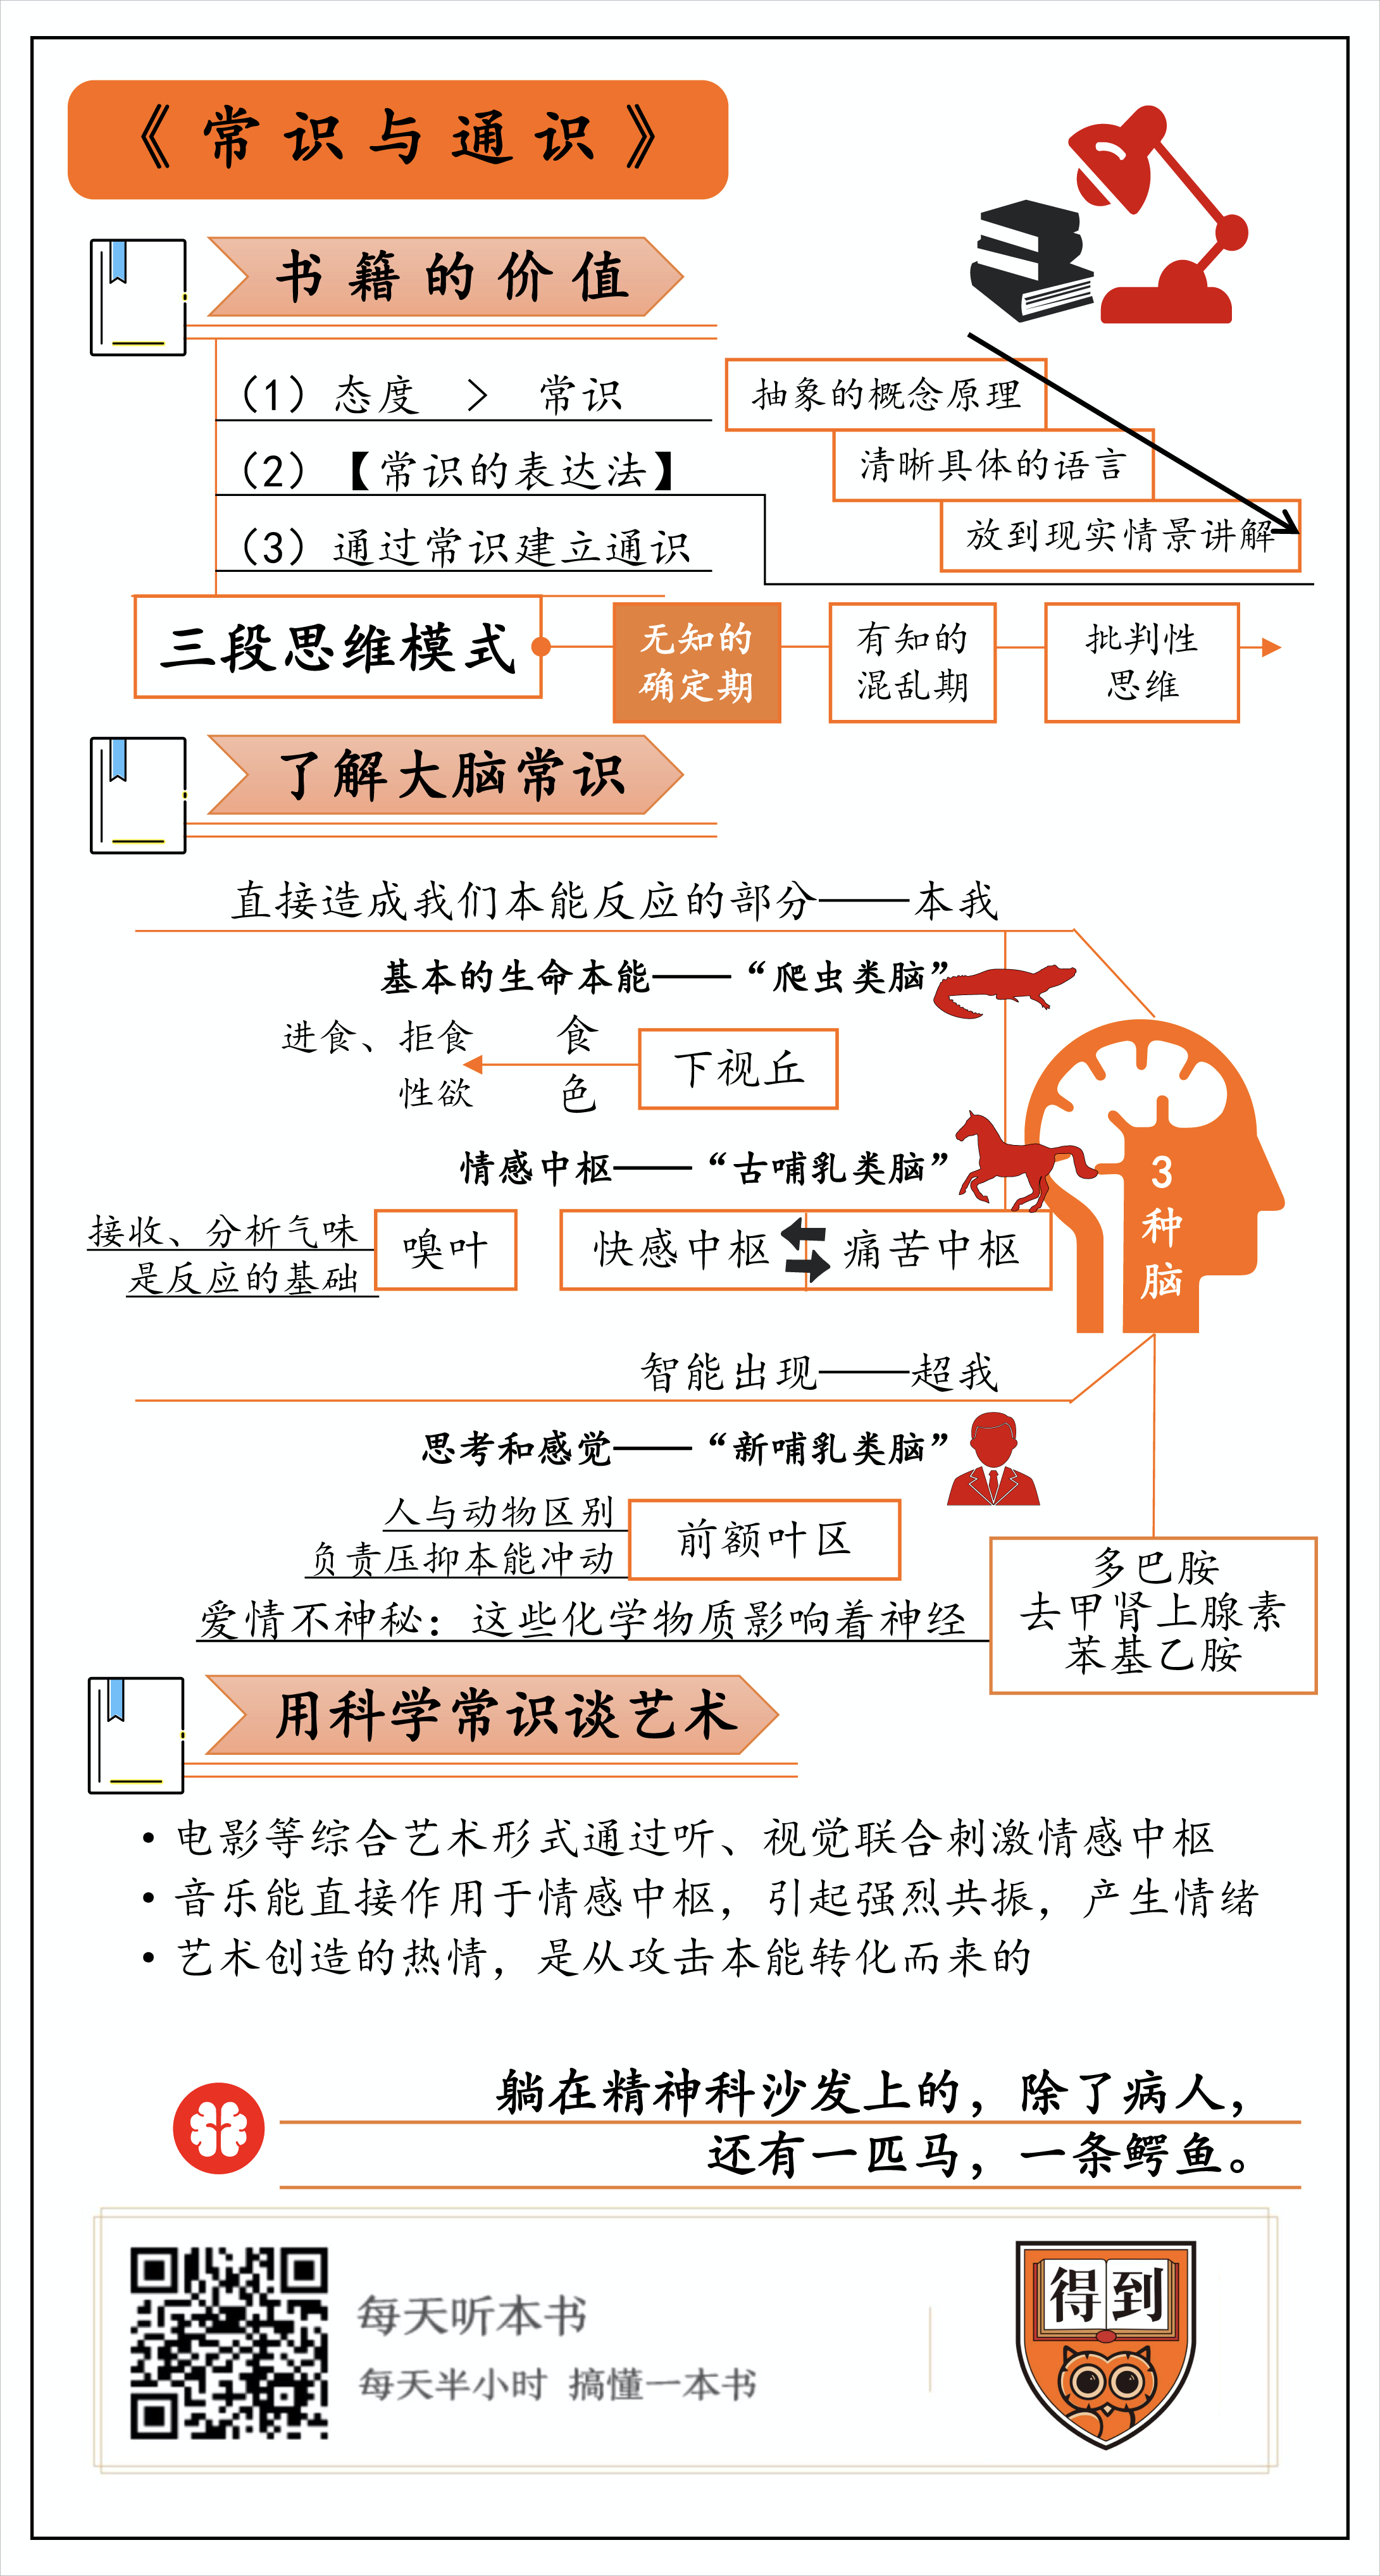 《常识与通识》
书籍的价值
(1) 态度 > 常识
(2)【常识的表达法】
(3) 通过常识建立通识
抽象的概念原理
清晰具体的语言
放到现实情景讲解
三段思维模式
无知的
确定期
有知的
混乱期
批判性
思维
了解大脑常识
直接造成我们本能反应的部分——本我
基本的生命本能——“爬虫类脑”
进食、拒食 食
性欲 色
下视丘
情感中枢——“古哺乳类脑”
接收、分析气味
是反应的基础
嗅叶
快感中枢
痛苦中枢
3
种
脑
智能出现——超我
思考和感觉——“新哺乳类脑”
人与动物区别
负责压抑本能冲动
前额叶区
爱情不神秘：这些化学物质影响着神经
多巴胺
去甲肾上腺素
苯基乙胺
用科学常识谈艺术
• 电影等综合艺术形式通过听、视觉联合刺激情感中枢
• 音乐能直接作用于情感中枢，引起强烈共振，产生情绪
• 艺术创造的热情，是从攻击本能转化而来的
躺在精神科沙发上的，除了病人，
还有一匹马，一条鳄鱼。
每天听本书
每天半小时 搞懂一本书
得到